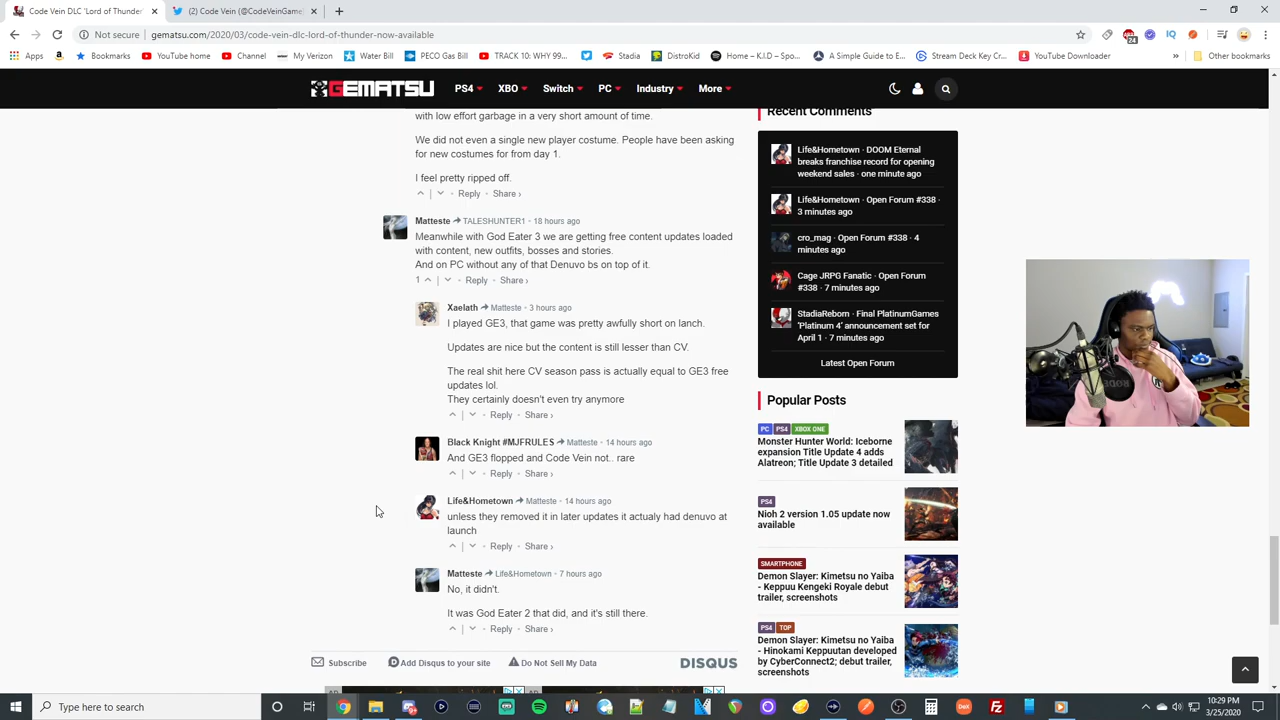 Code Vein DLC 'Lord of Thunder'
(2) Code Vein (@CodeVeinGame)
Not secure | gematsu.com/2020/03/code-vein-dlc-lord-of-thunder-now-available
Apps
Bookmarks
YouTube home
Channel
My Verizon
Water Bill
PECO Gas Bill
TRACK 10: WHY 99...
Stadia
DistroKid
Home – K.I.D – Spo...
A Simple Guide to E...
Stream Deck Key Cr...
YouTube Downloader
»
Other bookmarks
GEMATSU
PS4
XBO
Switch
PC
Industry
More
with low effort garbage in a very short amount of time.
We did not even a single new player costume. People have been asking
for new costumes for from day 1.
I feel pretty ripped off.
Reply Share ›
Matteste TALESHUNTER1 • 18 hours ago
Meanwhile with God Eater 3 we are getting free content updates loaded
with content, new outfits, bosses and stories.
And on PC without any of that Denuvo bs on top of it.
1 Reply Share ›
Xaelath Matteste • 3 hours ago
I played GE3, that game was pretty awfully short on lanch.
Updates are nice but the content is still lesser than CV.
The real shit here CV season pass is actually equal to GE3 free
updates lol.
They certainly doesn't even try anymore
Reply Share ›
Black Knight #MJFRULES Matteste • 14 hours ago
And GE3 flopped and Code Vein not.. rare
Reply Share ›
Life&Hometown Matteste • 14 hours ago
unless they removed it in later updates it actualy had denuvo at
launch
Reply Share ›
Matteste Life&Hometown • 7 hours ago
No, it didn't.
It was God Eater 2 that did, and it's still there.
Reply Share ›
Subscribe
Add Disqus to your site
Do Not Sell My Data
DISQUS
Recent Comments
Life&Hometown · DOOM Eternal
breaks franchise record for opening
weekend sales · one minute ago
Life&Hometown · Open Forum #338 ·
3 minutes ago
cro_mag · Open Forum #338 · 4
minutes ago
Cage JRPG Fanatic · Open Forum
#338 · 7 minutes ago
StadiaReborn · Final PlatinumGames
'Platinum 4' announcement set for
April 1 · 7 minutes ago
Latest Open Forum
Popular Posts
PC PS4 XBOX ONE
Monster Hunter World: Iceborne
expansion Title Update 4 adds
Alatreon; Title Update 3 detailed
PS4
Nioh 2 version 1.05 update now
available
SMARTPHONE
Demon Slayer: Kimetsu no Yaiba
- Keppuu Kengeki Royale debut
trailer, screenshots
PS4 TOP
Demon Slayer: Kimetsu no Yaiba
- Hinokami Keppuutan developed
by CyberConnect2; debut trailer,
screenshots
RODE
Type here to search
10:29 PM
3/25/2020